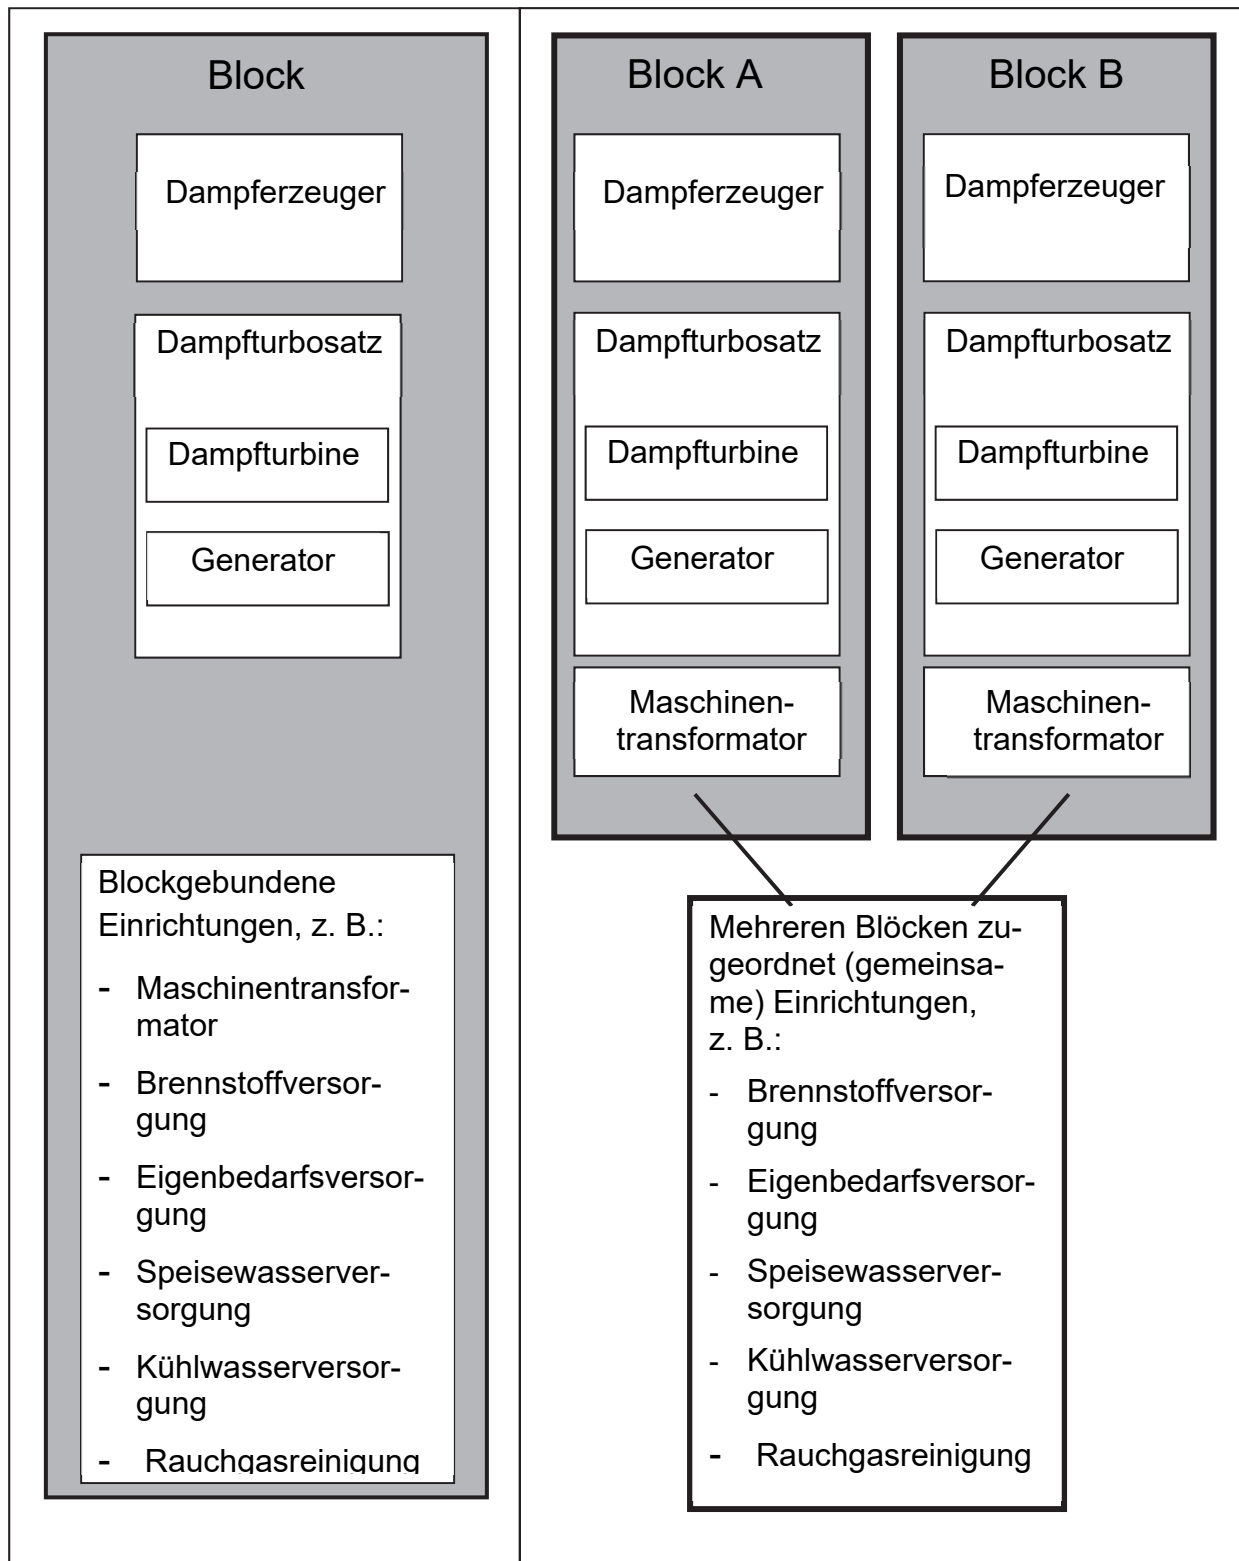 Block
Dampferzeuger
Dampfturbosatz
Dampfturbine
Generator
Blockgebundene
Einrichtungen, z. B.:
- Maschinentransfor-
mator
- Brennstoffversor-
gung
- Eigenbedarfsversor-
gung
- Speisewasserver-
sorgung
- Kühlwasserversor-
gung
- Rauchgasreinigung
Block A
Dampferzeuger
Dampfturbosatz
Dampfturbine
Generator
Maschinen-
transformator
Block B
Dampferzeuger
Dampfturbosatz
Dampfturbine
Generator
Maschinen-
transformator
Mehreren Blöcken zu-
geordnet (gemeinsa-
me) Einrichtungen,
z. B.:
- Brennstoffversor-
gung
- Eigenbedarfsversor-
gung
- Speisewasserver-
sorgung
- Kühlwasserversor-
gung
- Rauchgasreinigung